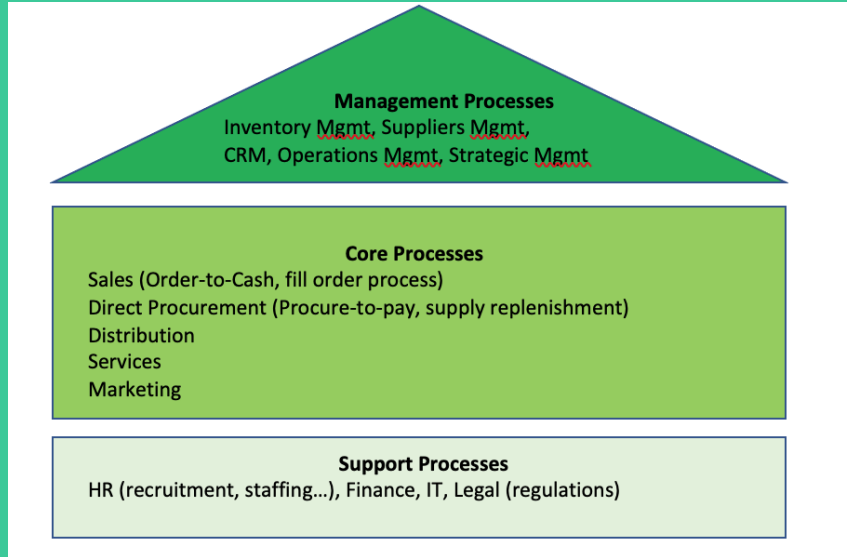 Management Processes
Inventory Mgmt, Suppliers Mgmt,
CRM, Operations Mgmt, Strategic Mgmt
Core Processes
Sales (Order-to-Cash, fill order process)
Direct Procurement (Procure-to-pay, supply replenishment)
Distribution
Services
Marketing
Support Processes
HR (recruitment, staffing...), Finance, IT, Legal (regulations)